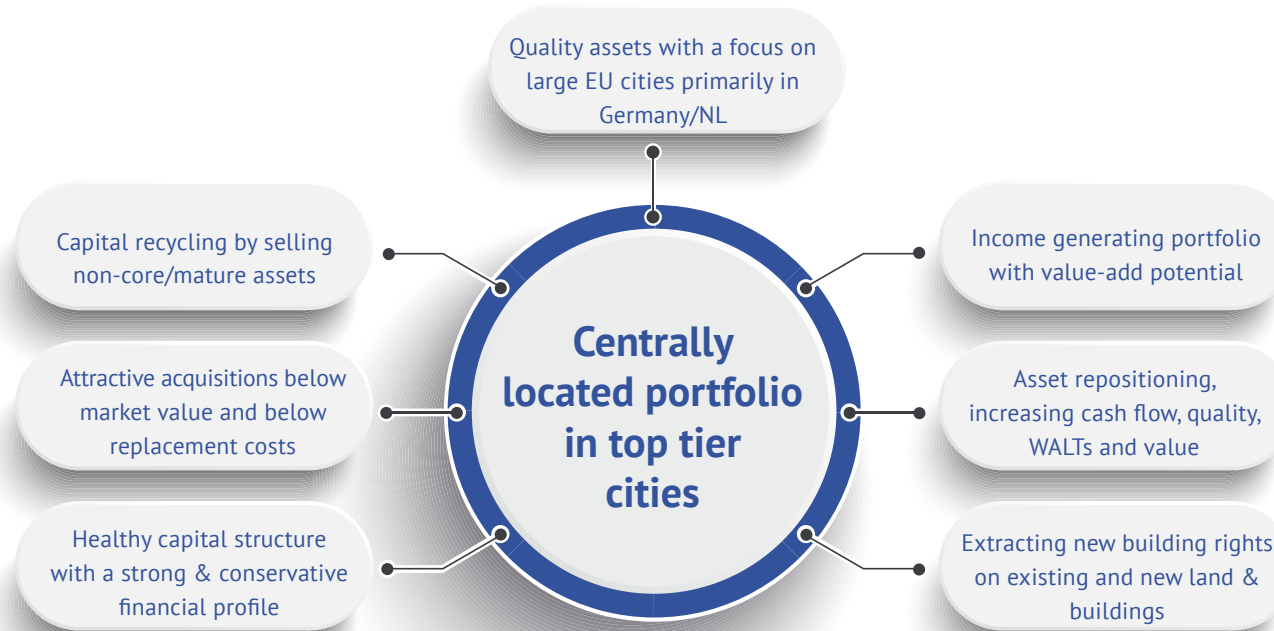 Quality assets with a focus on
large EU cities primarily in
Germany/NL
Capital recycling by selling
non-core/mature assets
Income generating portfolio
with value-add potential
Centrally
located portfolio
in top tier
cities
Attractive acquisitions below
market value and below
replacement costs
Asset repositioning,
increasing cash flow, quality,
WALTs and value
Healthy capital structure
with a strong & conservative
financial profile
Extracting new building rights
on existing and new land &
buildings